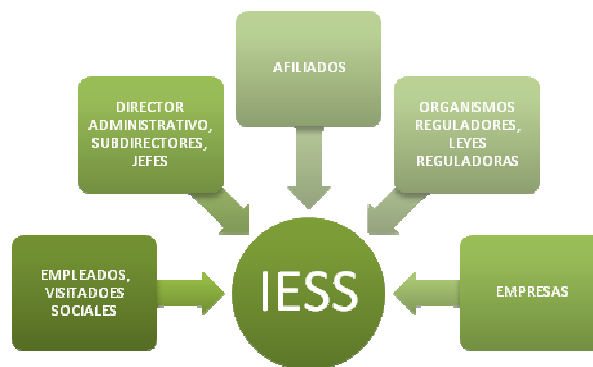 AFILIADOS
DIRECTOR
ADMINISTRATIVO,
SUBDIRECTORES,
JEFES
ORGANISMOS
REGULADORES,
LEYES
REGULADORAS
EMPLEADOS,
VISITADOES
SOCIALES
IESS
EMPRESAS